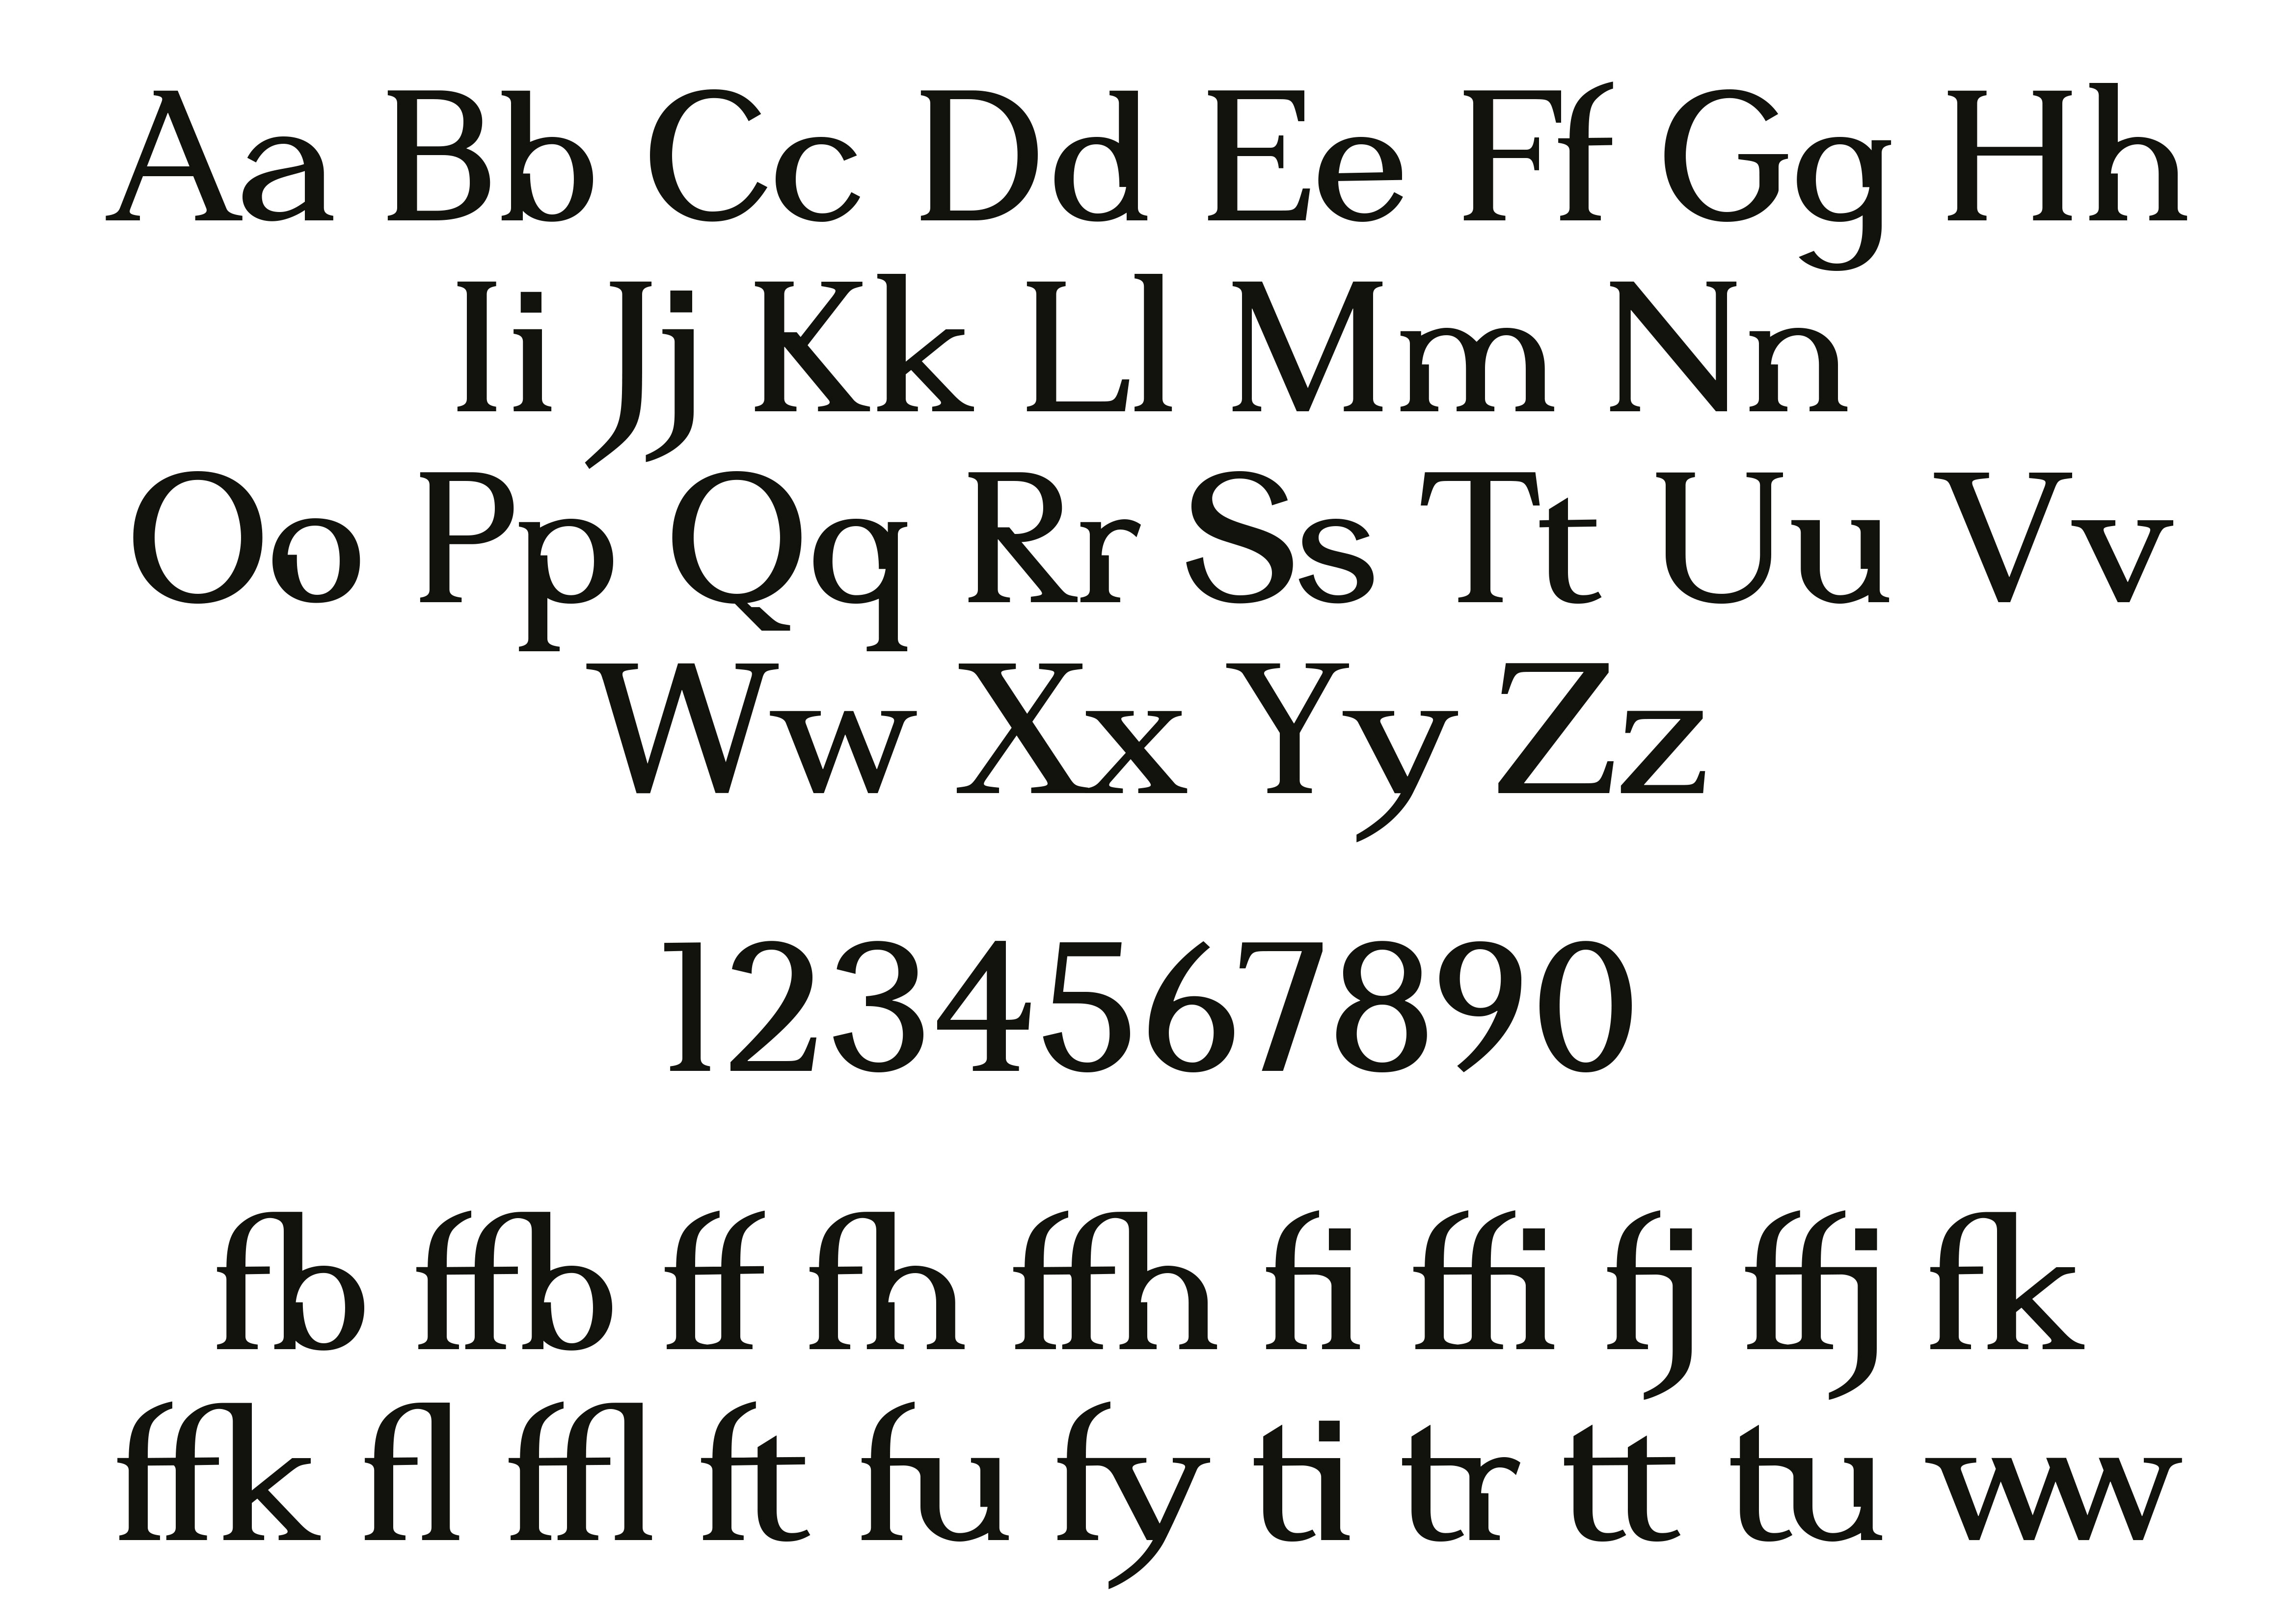 Aa Bb Cc Dd Ee Ff Gg Hh
Ii Jj Kk Ll Mm Nn
Oo Pp Qq Rr Ss Tt Uu Vv
Ww Xx Yy Zz
1234567890
fb ffb ff fh ffh fi ffi fj ffj fk
ffk fl ffl ft fu fy ti tr tt tu ww